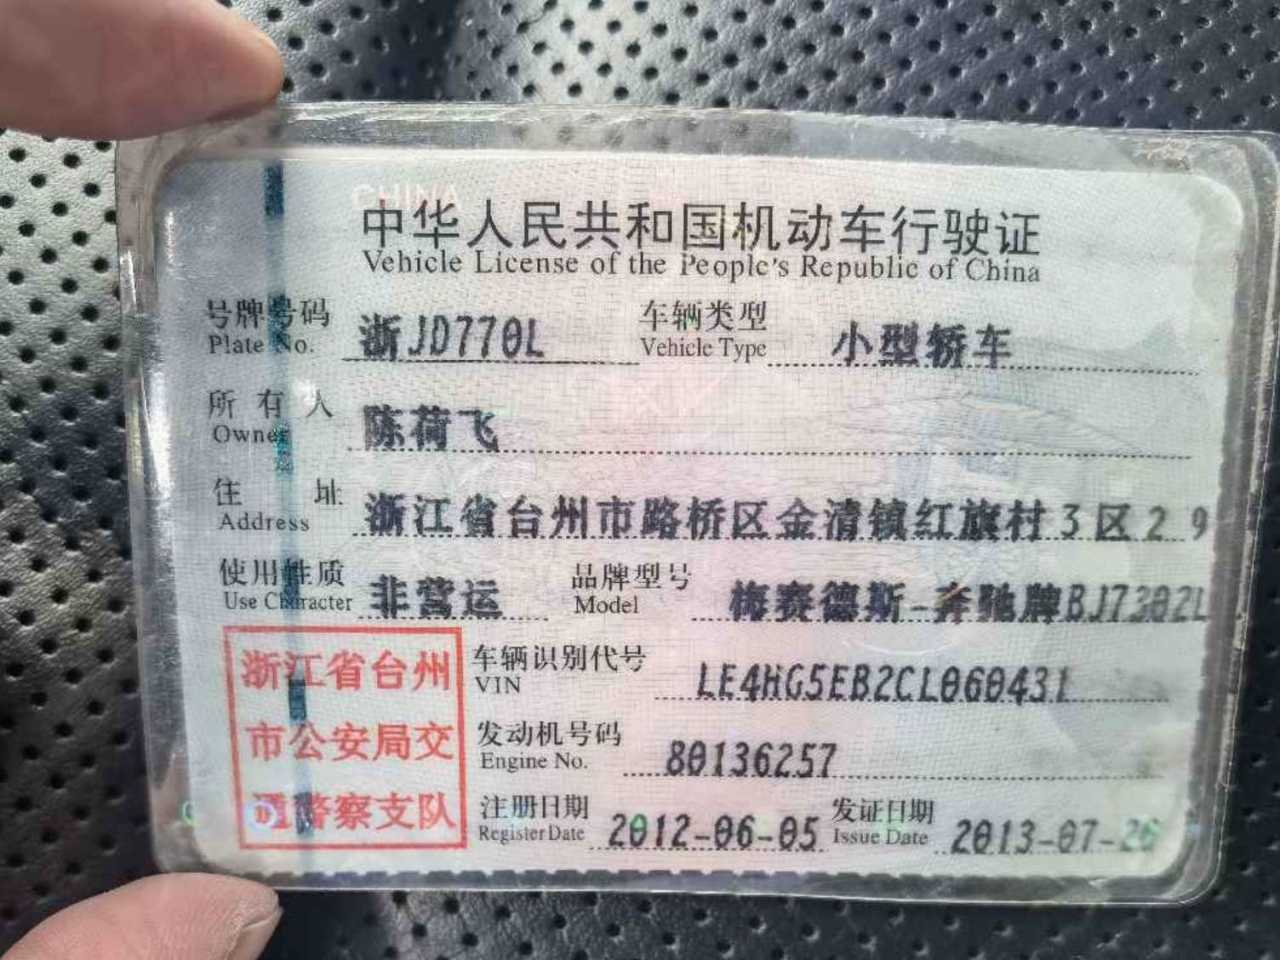 CHINA
中华人民共和国机动车行驶证
Vehicle License of the People's Republic of China
号牌号码 浙JD770L 车辆类型 小型轿车
Plate No. Vehicle Type
所有人 陈荷飞
Owner
住址 浙江省台州市路桥区金清镇红旗村3区29
Address
使用性质 非营运 品牌型号 梅赛德斯-奔驰牌BJ7302L
Use Character Model
浙江省台州
市公安局交
通警察支队
车辆识别代号 LE4HG5EB2CL060431
VIN
发动机号码 80136257
Engine No.
注册日期 2012-06-05 发证日期 2013-07-26
Register Date Issue Date